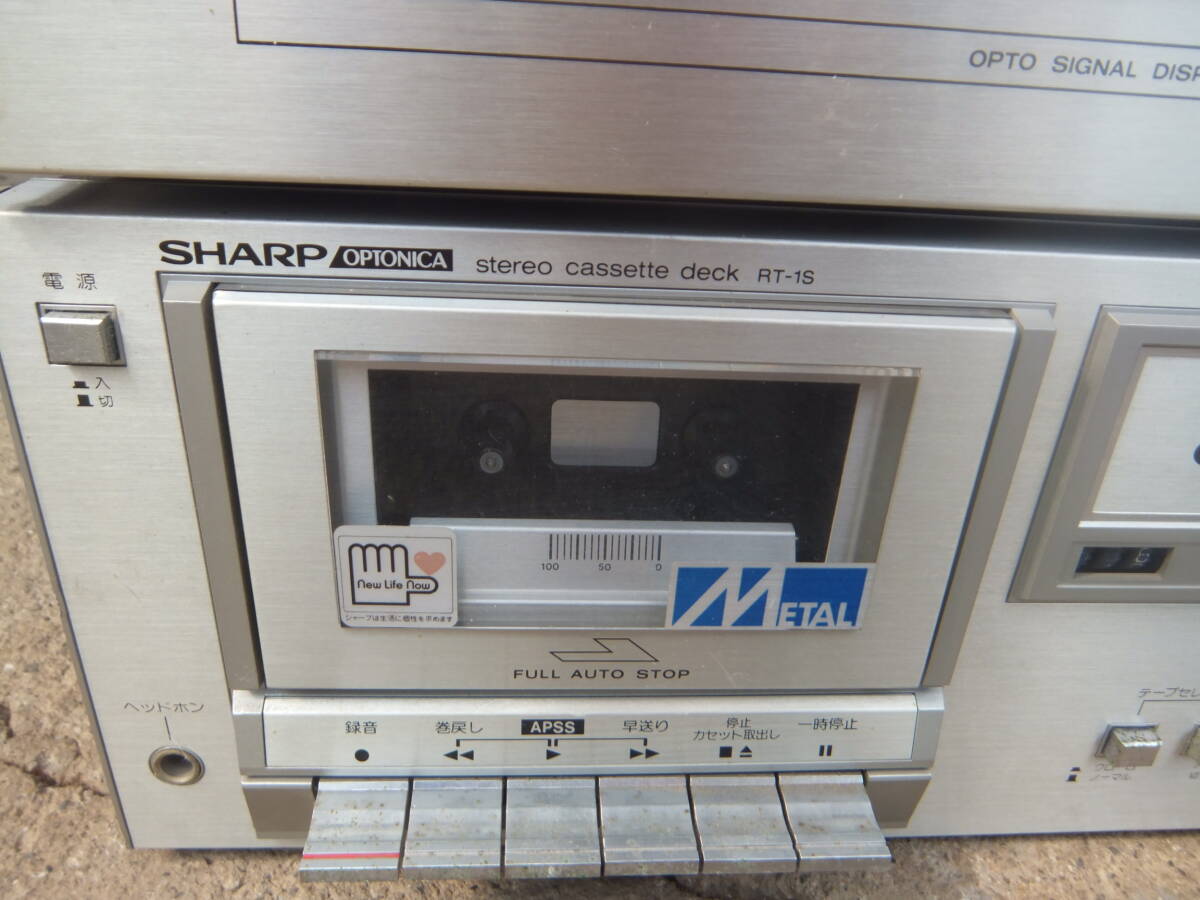 OPTO SIGNAL DISP
SHARP OPTONICA stereo cassette deck RT-1S
電源
入
切
100 50 0
New Life Now
シャープは生活に個性を求めます
METAL
FULL AUTO STOP
ヘッドホン
録音 巻戻し APSS 早送り 停止 カセット取出し 一時停止
テープセレ
ノーマル